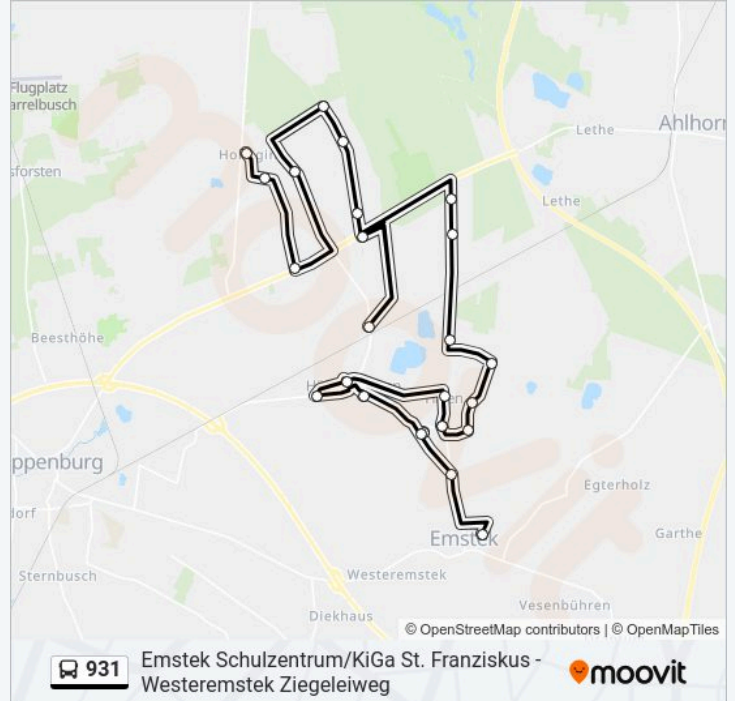 Flugplatz
arrelbusch
Lethe
Ahlhorn
sforsten
Lethe
Beesthöhe
ppenburg
Egterholz
dorf
Emstek
Garthe
Westeremstek
Sternbusch
Vesenbühren
Diekhaus
© OpenStreetMap contributors | © OpenMapTiles
931
Emstek Schulzentrum/KiGa St. Franziskus -
Westeremstek Ziegeleiweg
moovit